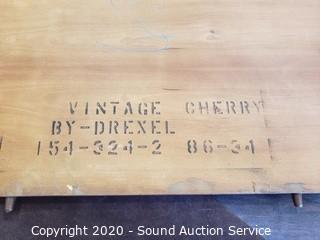 VINTAGE CHERRY
BY-DREXEL
154-324-2 86-34
Copyright 2020 - Sound Auction Service